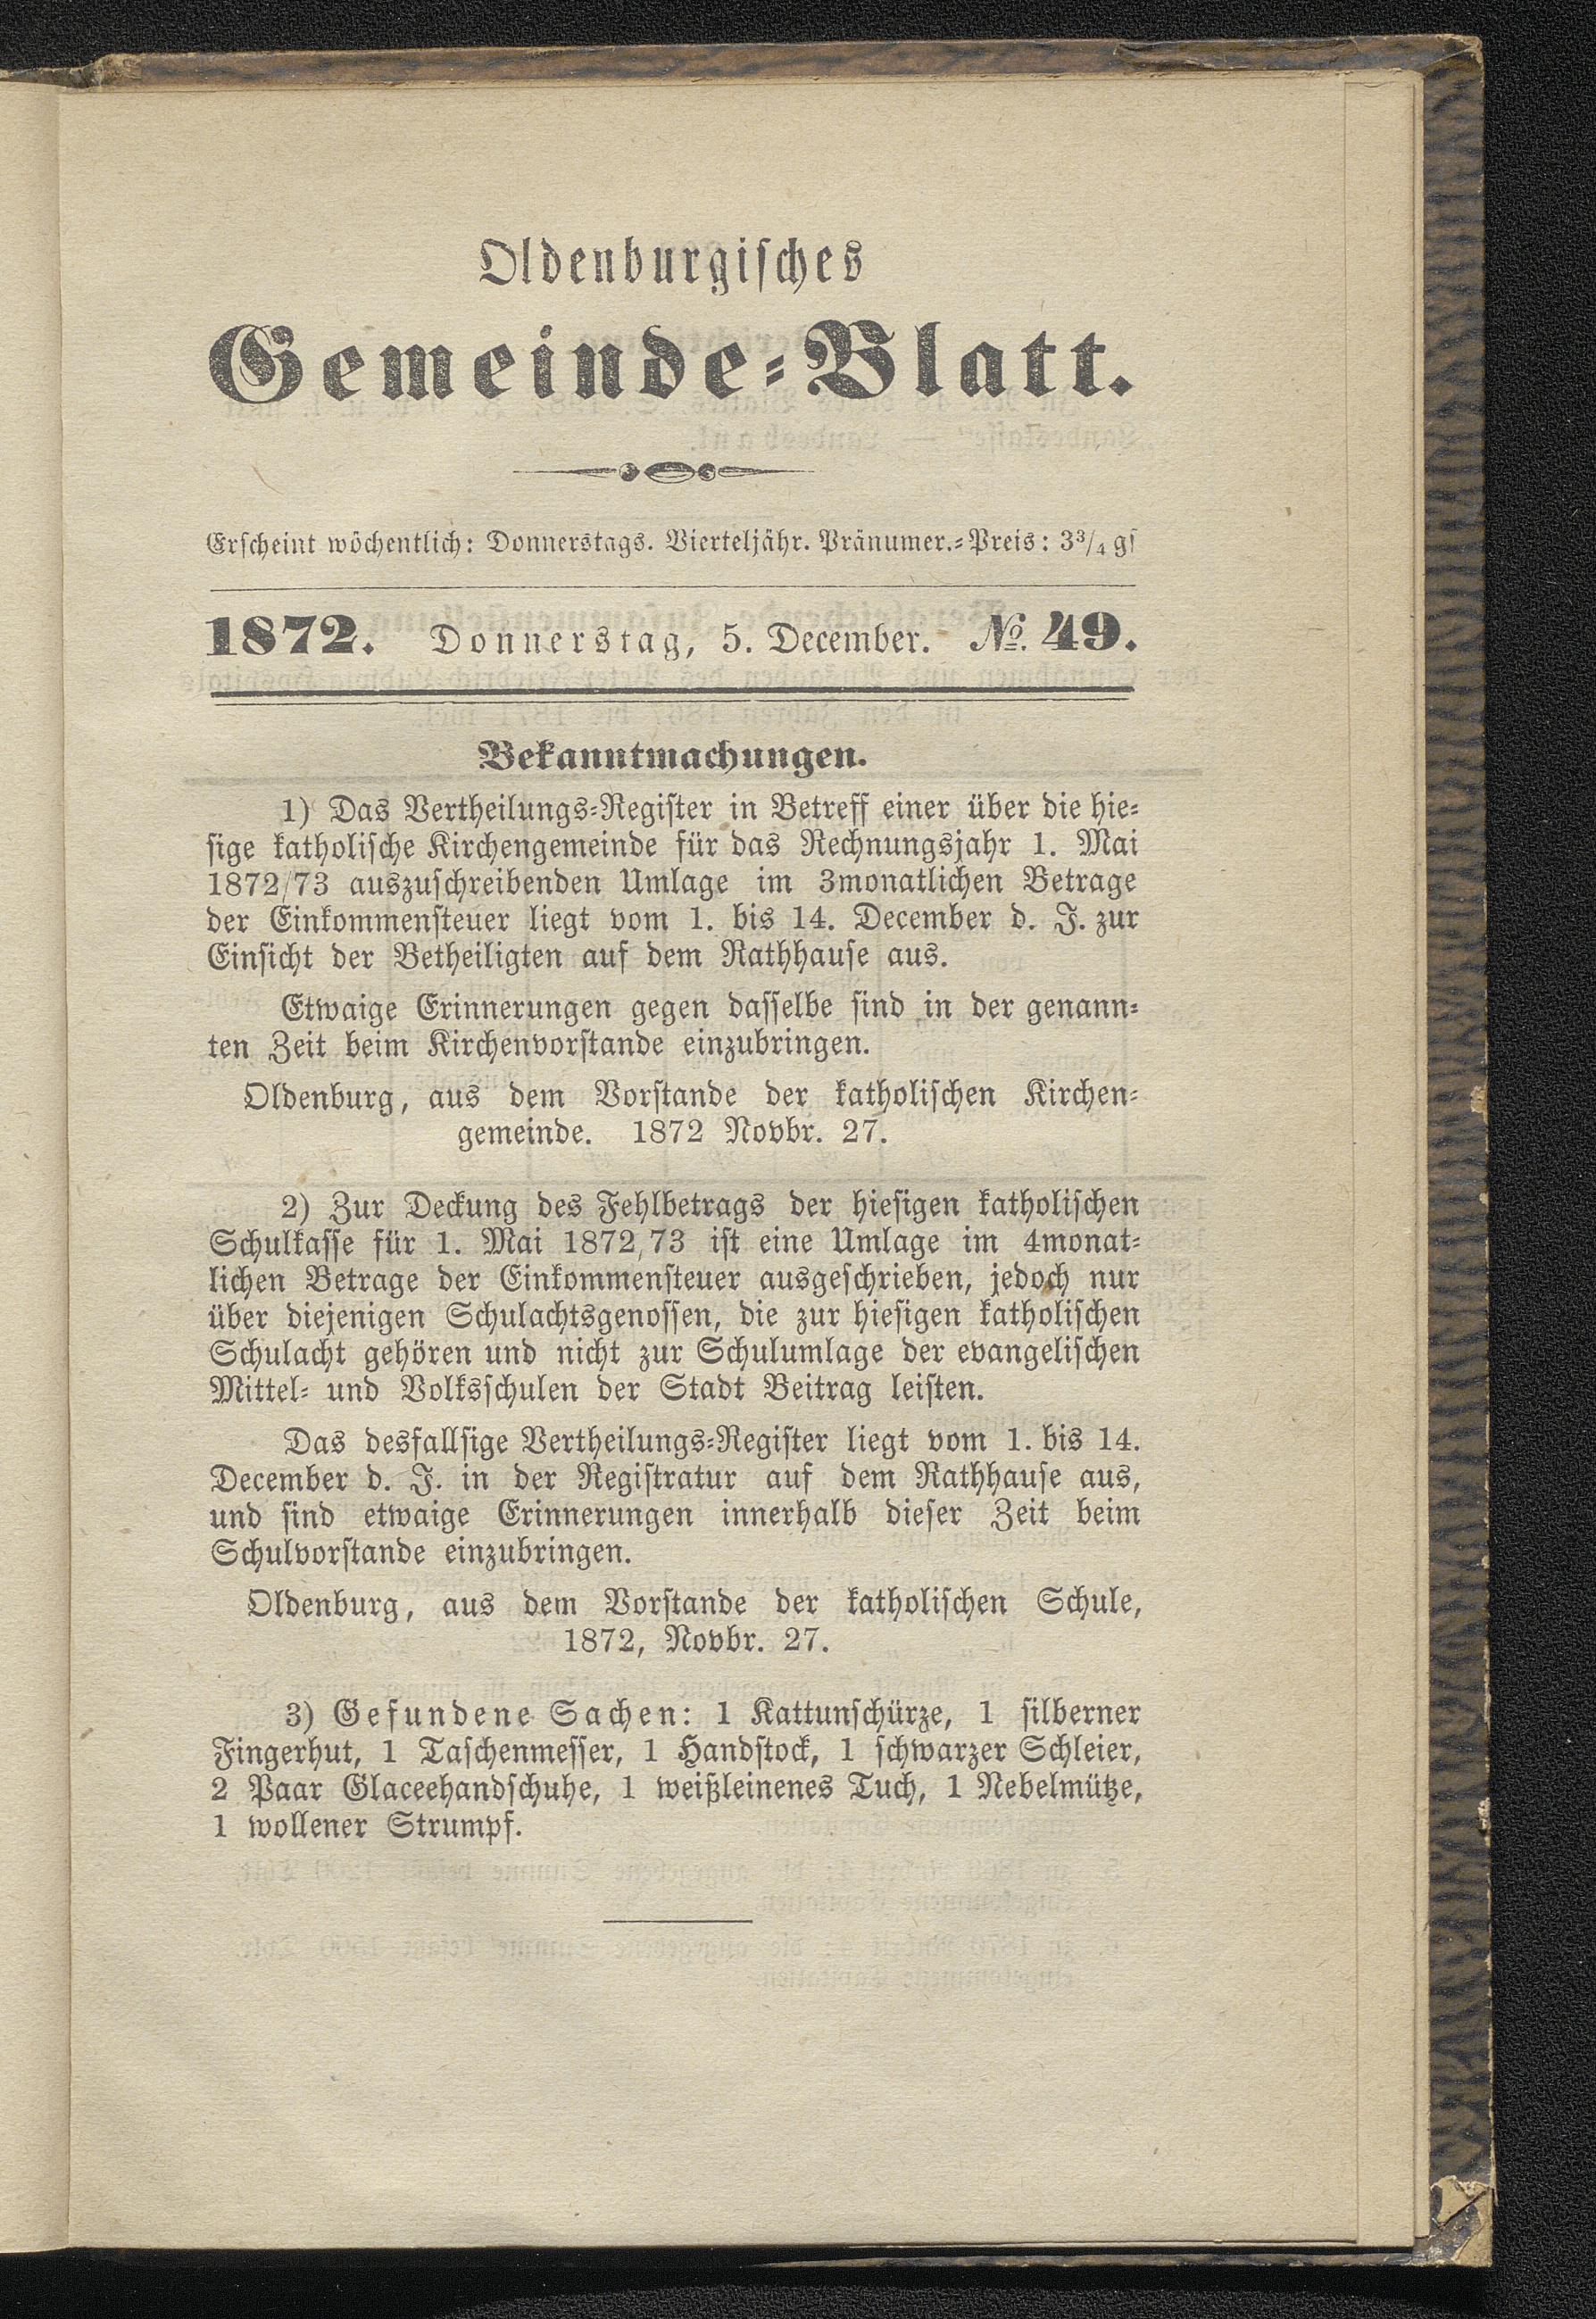 Oldenburgisches
Gemeinde-Blatt.
Erscheint wöchentlich: Donnerstags. Vierteljähr. Pränumer.-Preis: 3³/₄ gs
1872. Donnerstag, 5. December. №. 49.
Bekanntmachungen.
1) Das Vertheilungs-Register in Betreff einer über die hie-
sige katholische Kirchengemeinde für das Rechnungsjahr 1. Mai
1872/73 auszuschreibenden Umlage im 3monatlichen Betrage
der Einkommensteuer liegt vom 1. bis 14. December d. J. zur
Einsicht der Betheiligten auf dem Rathhause aus.
Etwaige Erinnerungen gegen dasselbe sind in der genann-
ten Zeit beim Kirchenvorstande einzubringen.
Oldenburg, aus dem Vorstande der katholischen Kirchen-
gemeinde. 1872 Novbr. 27.
2) Zur Deckung des Fehlbetrags der hiesigen katholischen
Schulkasse für 1. Mai 1872/73 ist eine Umlage im 4monat-
lichen Betrage der Einkommensteuer ausgeschrieben, jedoch nur
über diejenigen Schulachtsgenossen, die zur hiesigen katholischen
Schulacht gehören und nicht zur Schulumlage der evangelischen
Mittel- und Volksschulen der Stadt Beitrag leisten.
Das desfallsige Vertheilungs-Register liegt vom 1. bis 14.
December d. J. in der Registratur auf dem Rathhause aus,
und sind etwaige Erinnerungen innerhalb dieser Zeit beim
Schulvorstande einzubringen.
Oldenburg, aus dem Vorstande der katholischen Schule,
1872, Novbr. 27.
3) Gefundene Sachen: 1 Kattunschürze, 1 silberner
Fingerhut, 1 Taschenmesser, 1 Handstock, 1 schwarzer Schleier,
2 Paar Glaceehandschuhe, 1 weißleinenes Tuch, 1 Nebelmütze,
1 wollener Strumpf.